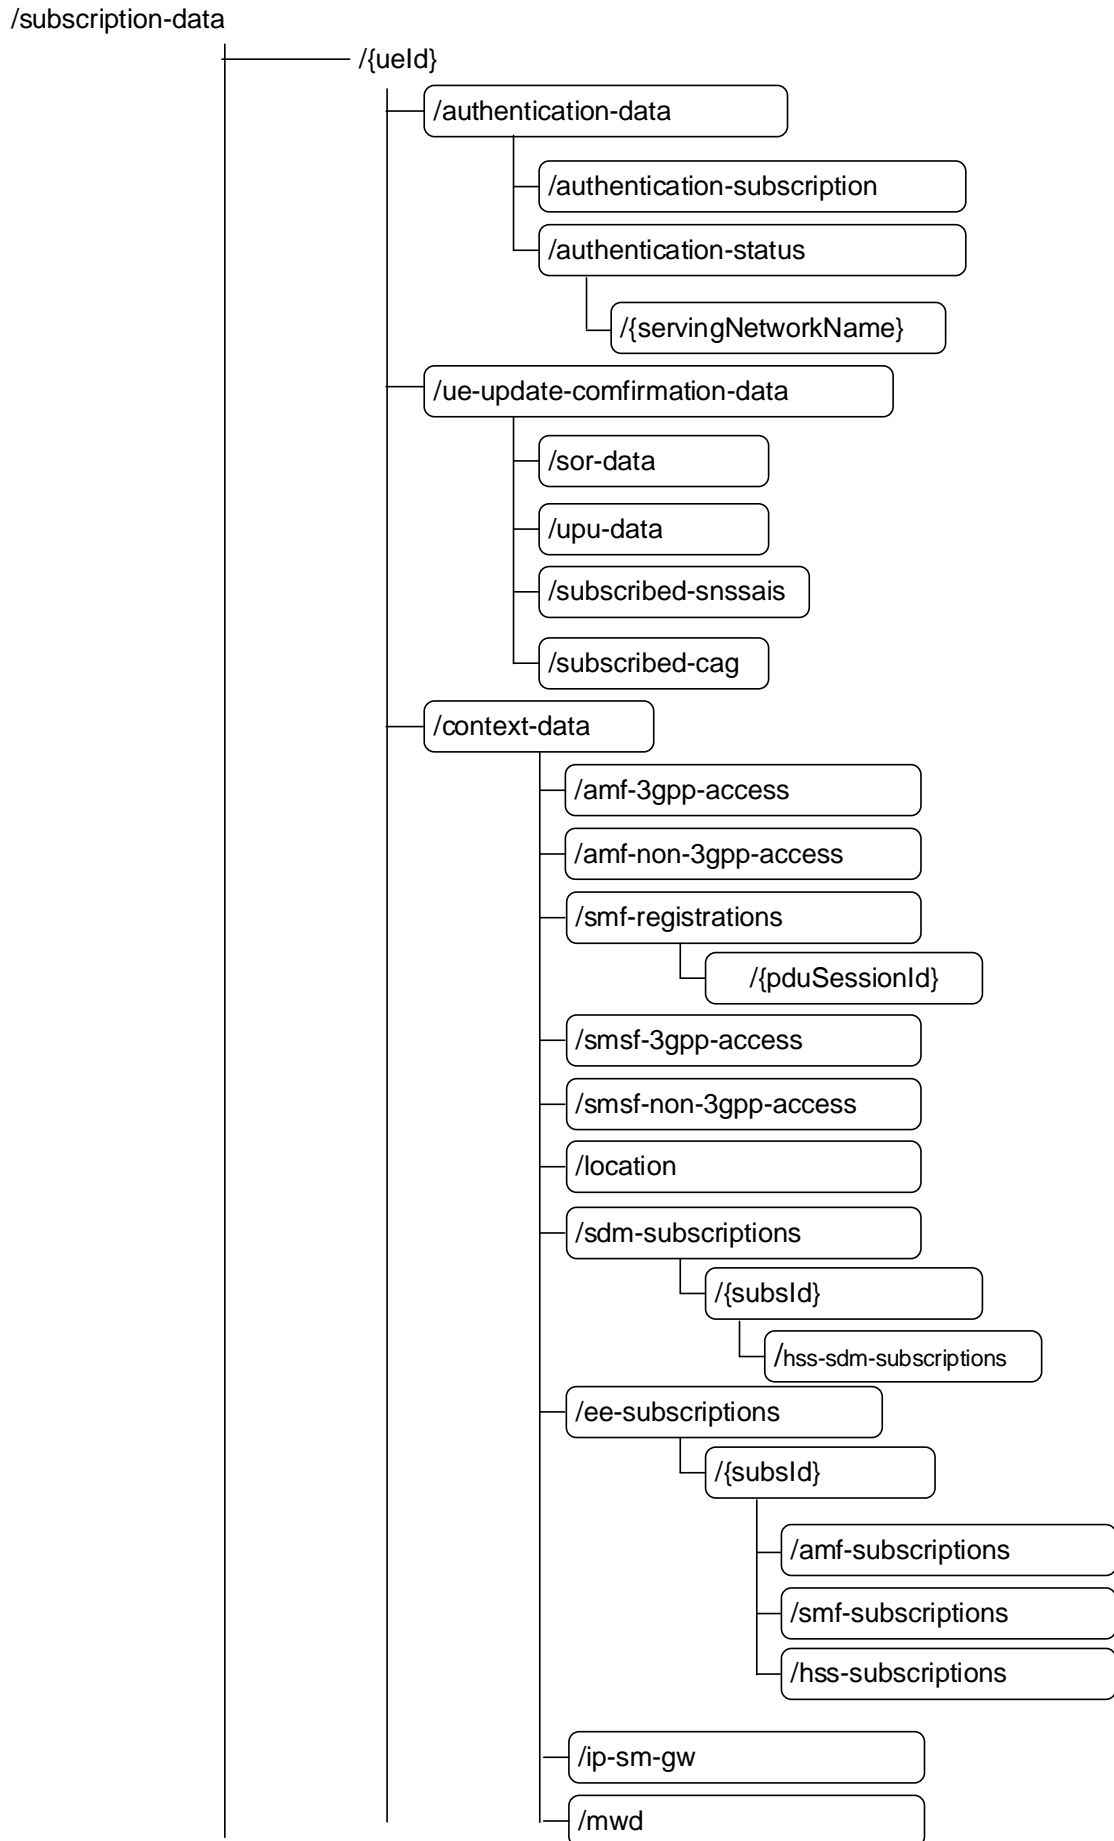 /subscription-data
/{ueId}
/authentication-data
/authentication-subscription
/authentication-status
/{servingNetworkName}
/ue-update-comfirmation-data
/sor-data
/upu-data
/subscribed-snssais
/subscribed-cag
/context-data
/amf-3gpp-access
/amf-non-3gpp-access
/smf-registrations
/{pduSessionId}
/smsf-3gpp-access
/smsf-non-3gpp-access
/location
/sdm-subscriptions
/{subsId}
/hss-sdm-subscriptions
/ee-subscriptions
/{subsId}
/amf-subscriptions
/smf-subscriptions
/hss-subscriptions
/ip-sm-gw
/mwd